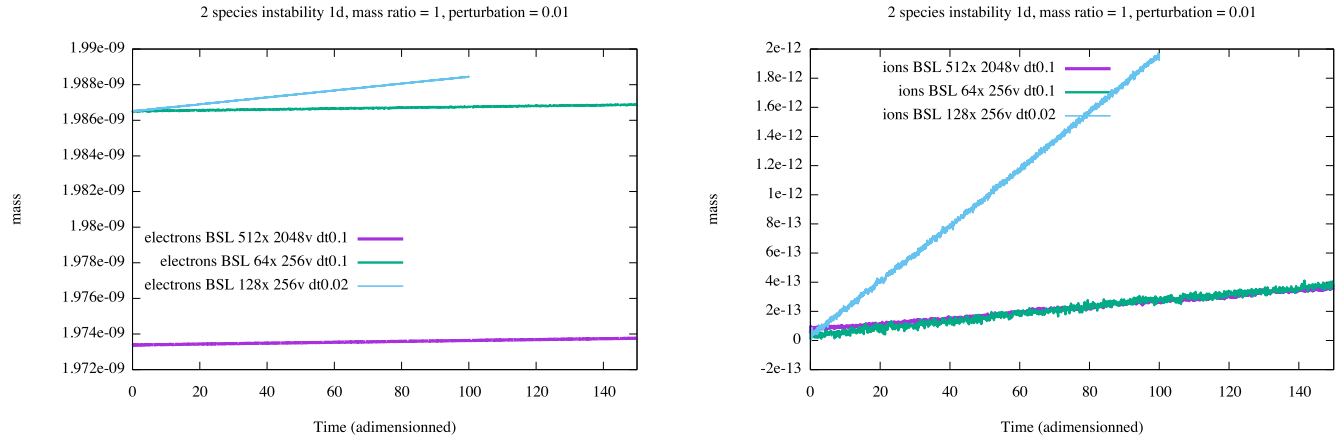 2 species instability 1d, mass ratio = 1, perturbation = 0.01
1.99e-09
1.988e-09
1.986e-09
1.984e-09
1.982e-09
1.98e-09
1.978e-09
1.976e-09
1.974e-09
1.972e-09
mass
electrons BSL 512x 2048v dt0.1
electrons BSL 64x 256v dt0.1
electrons BSL 128x 256v dt0.02
0 20 40 60 80 100 120 140
Time (adimensionned)
2 species instability 1d, mass ratio = 1, perturbation = 0.01
2e-12
1.8e-12
1.6e-12
1.4e-12
1.2e-12
1e-12
8e-13
6e-13
4e-13
2e-13
0
-2e-13
mass
ions BSL 512x 2048v dt0.1
ions BSL 64x 256v dt0.1
ions BSL 128x 256v dt0.02
0 20 40 60 80 100 120 140
Time (adimensionned)